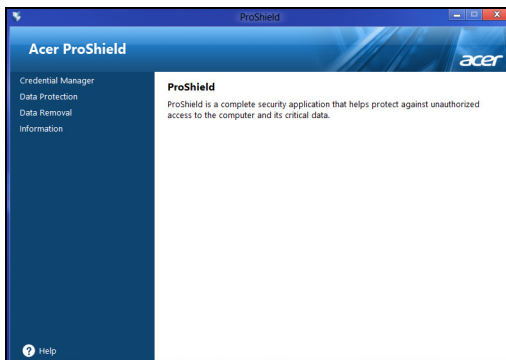 ProShield
Acer ProShield
acer
Credential Manager
Data Protection
Data Removal
Information
ProShield
ProShield is a complete security application that helps protect against unauthorized
access to the computer and its critical data.
? Help